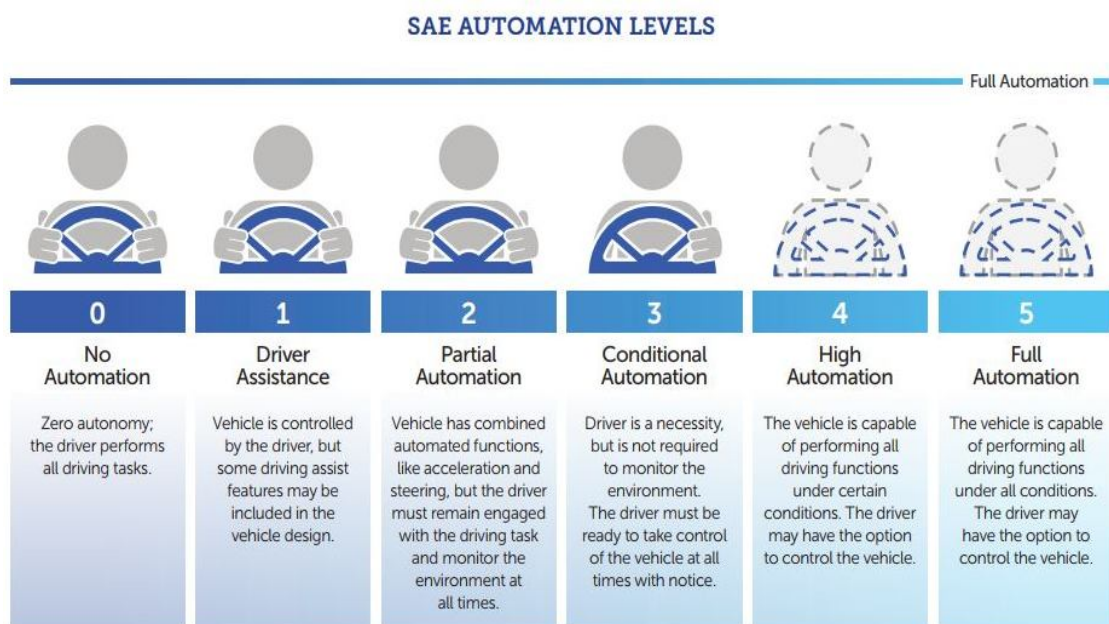 SAE AUTOMATION LEVELS
Full Automation
0
No
Automation
Zero autonomy;
the driver performs
all driving tasks.
1
Driver
Assistance
Vehicle is controlled
by the driver, but
some driving assist
features may be
included in the
vehicle design.
2
Partial
Automation
Vehicle has combined
automated functions,
like acceleration and
steering, but the driver
must remain engaged
with the driving task
and monitor the
environment at
all times.
3
Conditional
Automation
Driver is a necessity,
but is not required
to monitor the
environment.
The driver must be
ready to take control
of the vehicle at all
times with notice.
4
High
Automation
The vehicle is capable
of performing all
driving functions
under certain
conditions. The driver
may have the option
to control the vehicle.
5
Full
Automation
The vehicle is capable
of performing all
driving functions
under all conditions.
The driver may
have the option to
control the vehicle.